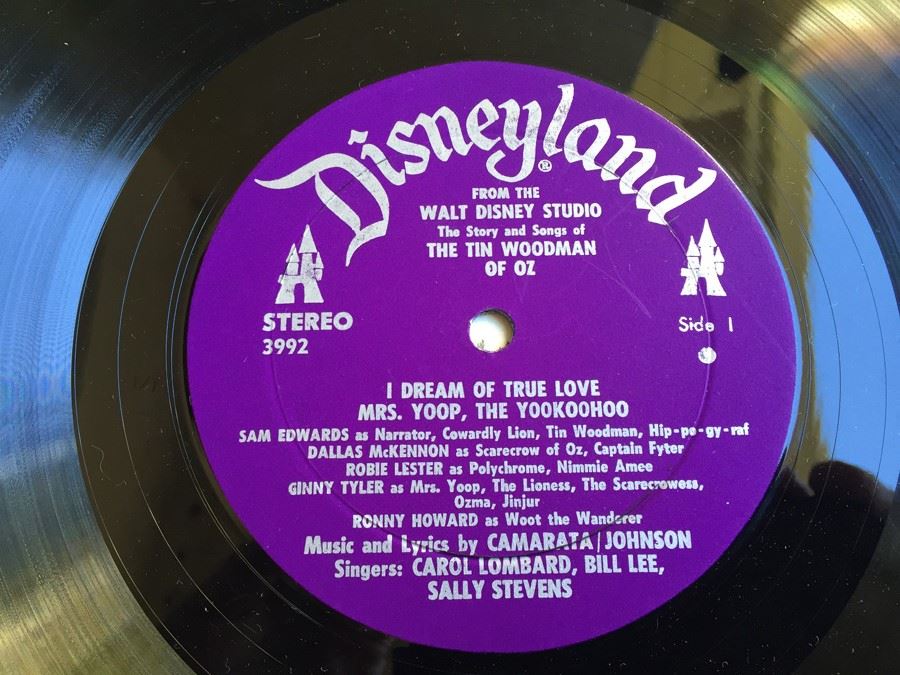 Disneyland®
FROM THE
WALT DISNEY STUDIO
The Story and Songs of
THE TIN WOODMAN
OF OZ
STEREO
3992
Side 1
I DREAM OF TRUE LOVE
MRS. YOOP, THE YOOKOOHOO
SAM EDWARDS as Narrator, Cowardly Lion, Tin Woodman, Hip-po-gy-raf
DALLAS McKENNON as Scarecrow of Oz, Captain Fyter
ROBIE LESTER as Polychrome, Nimmie Amee
GINNY TYLER as Mrs. Yoop, The Lioness, The Scarecrowess,
Ozma, Jinjur
RONNY HOWARD as Woot the Wanderer
Music and Lyrics by CAMARATA/JOHNSON
Singers: CAROL LOMBARD, BILL LEE,
SALLY STEVENS